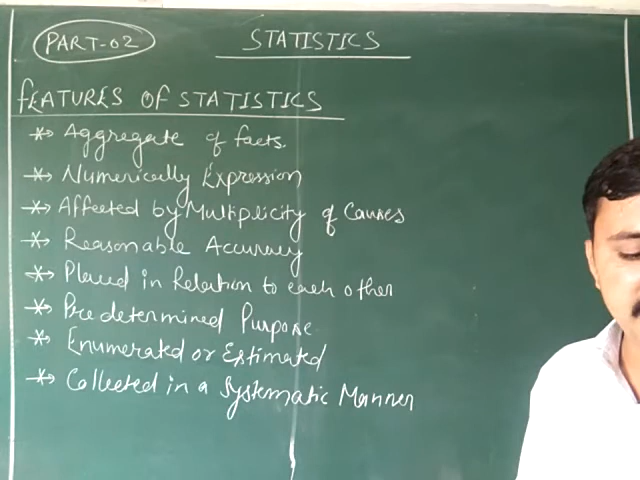 PART-02
STATISTICS
FEATURES OF STATISTICS
* Aggregate of facts.
* Numerically Expression
* Affected by Multiplicity of Causes
* Reasonable Accuracy
* Placed in Relation to each other
* Predetermined Purpose
* Enumerated or Estimated
* Collected in a Systematic Manner